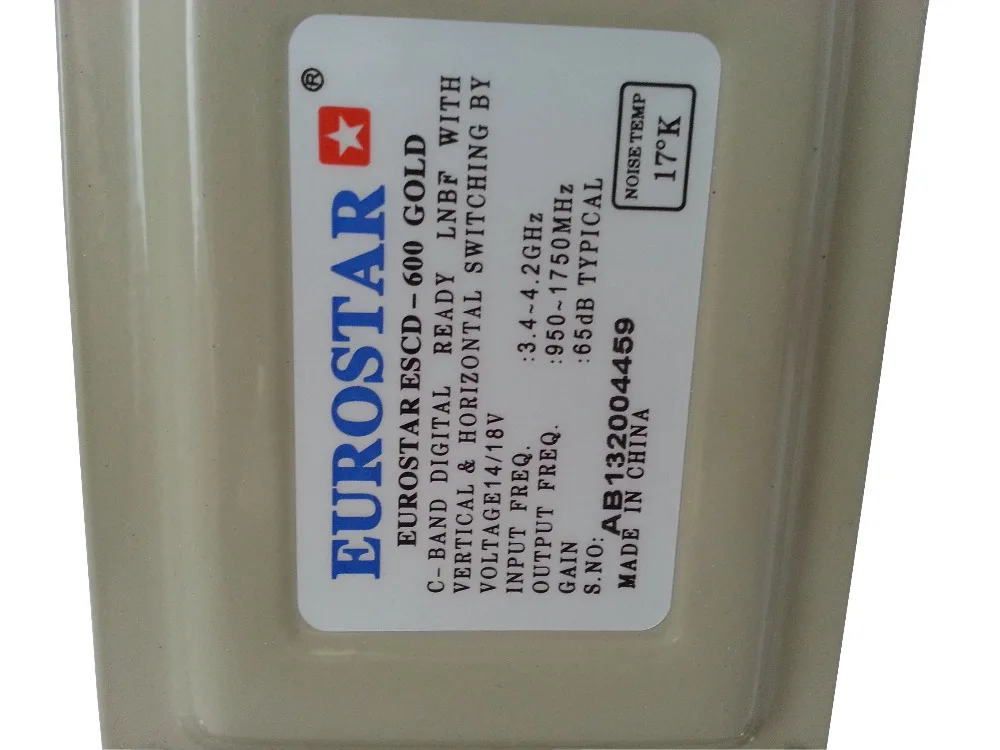 EUROSTAR ®
EUROSTAR ESCD-600 GOLD
C-BAND DIGITAL READY LNBF WITH
VERTICAL & HORIZONTAL SWITCHING BY
VOLTAGE14/18V
INPUT FREQ. :3.4~4.2GHz
OUTPUT FREQ. :950~1750MHz
GAIN :65dB TYPICAL
S.NO: AB132004459
MADE IN CHINA
NOISE TEMP
17°K